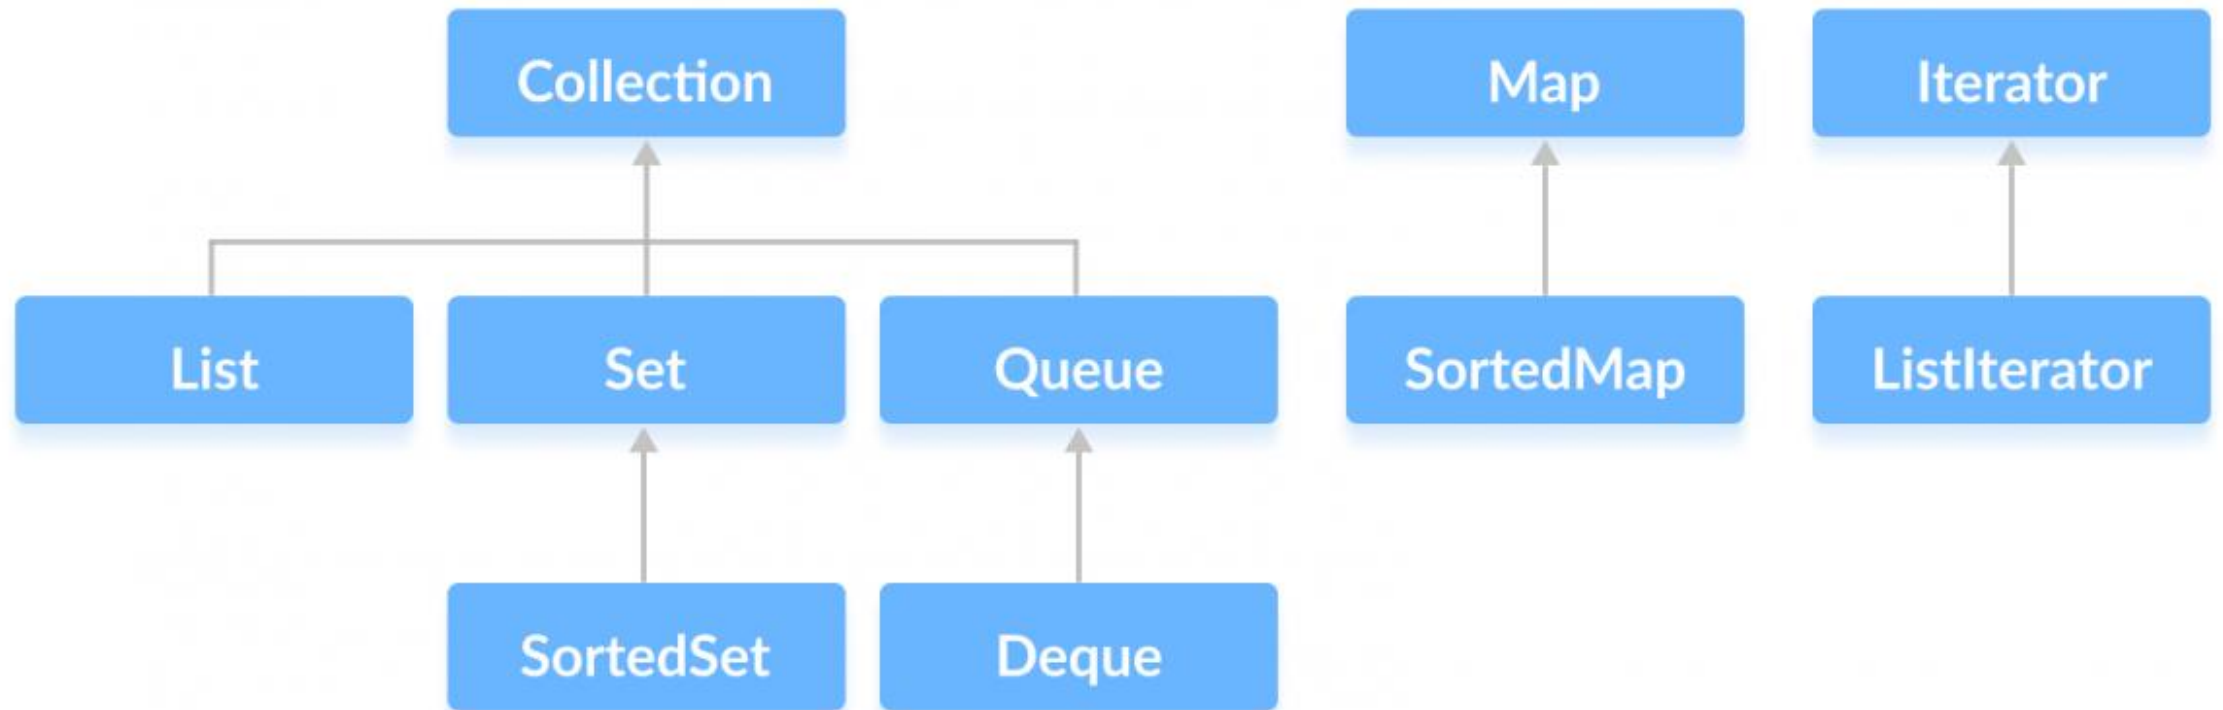 Collection
Map
Iterator
List
Set
Queue
SortedMap
ListIterator
SortedSet
Deque